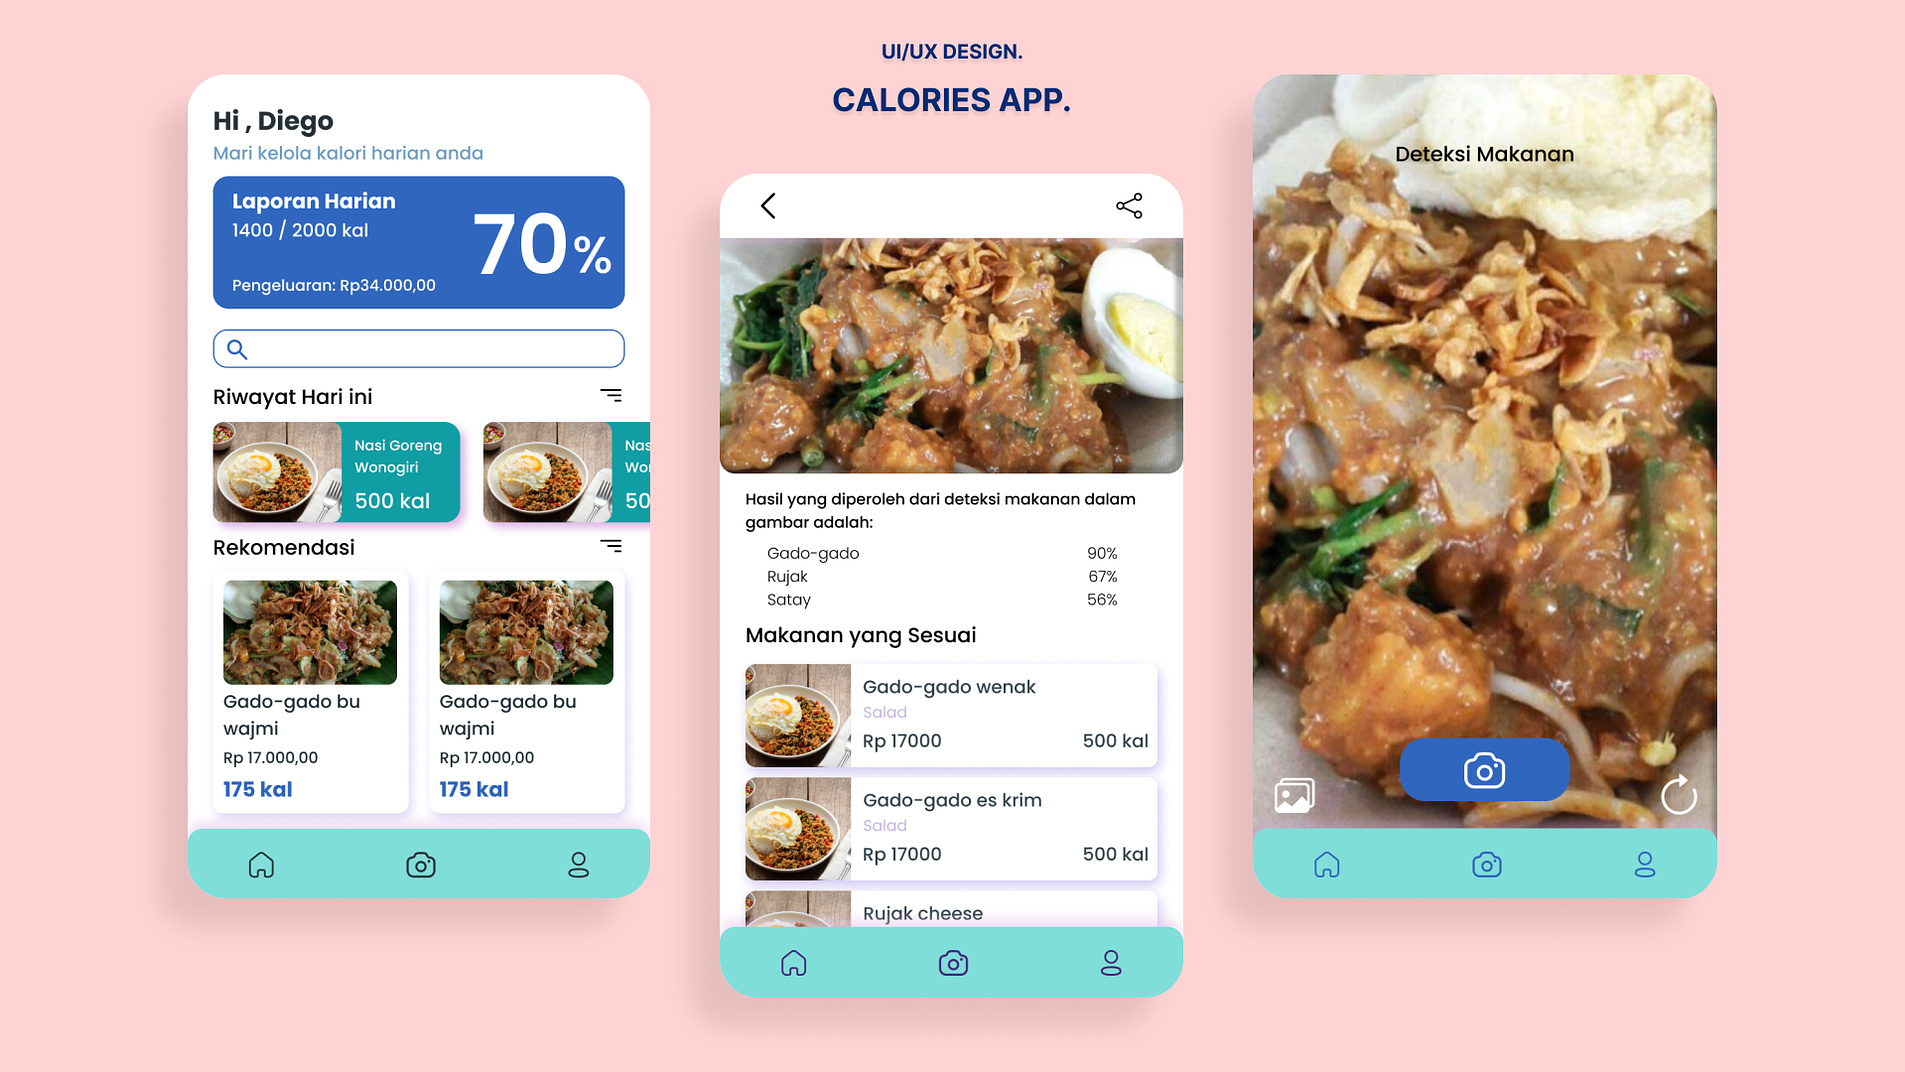 UI/UX DESIGN.
CALORIES APP.
Hi , Diego
Mari kelola kalori harian anda
Laporan Harian
1400 / 2000 kal
70%
Pengeluaran: Rp34.000,00
Riwayat Hari ini
Nasi Goreng
Wonogiri
500 kal
Nas
Wor
50
Rekomendasi
Gado-gado bu
wajmi
Rp 17.000,00
175 kal
Gado-gado bu
wajmi
Rp 17.000,00
175 kal
Hasil yang diperoleh dari deteksi makanan dalam
gambar adalah:
Gado-gado 90%
Rujak 67%
Satay 56%
Makanan yang Sesuai
Gado-gado wenak
Salad
Rp 17000 500 kal
Gado-gado es krim
Salad
Rp 17000 500 kal
Rujak cheese
Deteksi Makanan